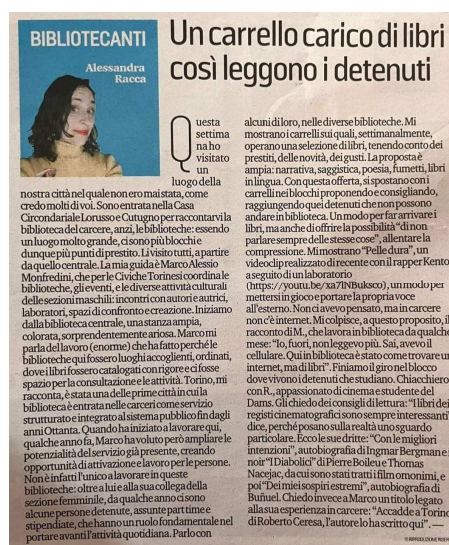 BIBLIOTECANTI
Alessandra
Racca
Un carrello carico di libri
così leggono i detenuti
Questa
settima
na ho
visitato
un
luogo della
nostra città nel quale non ero mai stata, come
credo molti di voi. Sono entrata nella Casa
Circondariale Lorusso e Cutugno per raccontarvi la
biblioteca del carcere, anzi, le biblioteche: essendo
un luogo molto grande, ci sono più blocchi e
dunque più punti di prestito. Li visito tutti, a partire
da quello centrale. La mia guida è Marco Alessio
Monfredini, che per le Civiche Torinesi coordina le
biblioteche, gli eventi, e le diverse attività culturali
delle sezioni maschili: incontri con autori e autrici,
laboratori, spazi di confronto e creazione. Iniziamo
dalla biblioteca centrale, una stanza ampia,
colorata, sorprendentemente ariosa. Marco mi
parla del lavoro (enorme) che ha fatto perché le
biblioteche qui fossero luoghi accoglienti, ordinati,
dove i libri fossero catalogati con rigore e ci fosse
spazio per la consultazione e le attività. Torino, mi
racconta, è stata una delle prime città in cui la
biblioteca è entrata nelle carceri come servizio
strutturato e integrato al sistema pubblico fin dagli
anni Ottanta. Quando ha iniziato a lavorare qui,
qualche anno fa, Marco ha voluto però ampliare le
potenzialità del servizio già presente, creando
opportunità di attivazione e lavoro per le persone.
Non è infatti l'unico a lavorare in queste
biblioteche: oltre a lui e alla sua collega della
sezione femminile, da qualche anno ci sono
alcune persone detenute, assunte part time e
stipendiate, che hanno un ruolo fondamentale nel
portare avanti l'attività quotidiana. Parlo con
alcuni di loro, nelle diverse biblioteche. Mi
mostrano i carrelli sui quali, settimanalmente,
operano una selezione di libri, tenendo conto dei
prestiti, delle novità, dei gusti. La proposta è
ampia: narrativa, saggistica, poesia, fumetti, libri
in lingua. Con questa offerta, si spostano con i
carrelli nei blocchi proponendo e consigliando,
raggiungendo quei detenuti che non possono
andare in biblioteca. Un modo per far arrivare i
libri, ma anche di offrire la possibilità "di non
parlare sempre delle stesse cose", allentare la
compressione. Mi mostrano "Pelle dura", un
videoclip realizzato di recente con il rapper Kento
a seguito di un laboratorio
(https://youtu.be/xa7lNBuksco), un modo per
mettersi in gioco e portare la propria voce
all'esterno. Non ci avevo pensato, ma in carcere
non c'è internet. Mi colpisce, a questo proposito, il
racconto di M., che lavora in biblioteca da qualche
mese: "Io, fuori, non leggevo più. Sai, avevo il
cellulare. Qui in biblioteca è stato come trovare un
internet, ma di libri". Finiamo il giro nel blocco
dove vivono i detenuti che studiano. Chiacchiero
con R., appassionato di cinema e studente del
Dams. Gli chiedo dei consigli di lettura: "I libri dei
registi cinematografici sono sempre interessanti
dice, perché posano sulla realtà uno sguardo
particolare. Ecco le sue dritte: "Con le migliori
intenzioni", autobiografia di Ingmar Bergman e i
noir "I Diabolici" di Pierre Boileau e Thomas
Nacejac, da cui sono stati tratti i film omonimi, e
poi "Dei miei sospiri estremi", autobiografia di
Buñuel. Chiedo invece a Marco un titolo legato
alla sua esperienza in carcere: "Accadde a Torino
di Roberto Ceresa, l'autore lo ha scritto qui". —